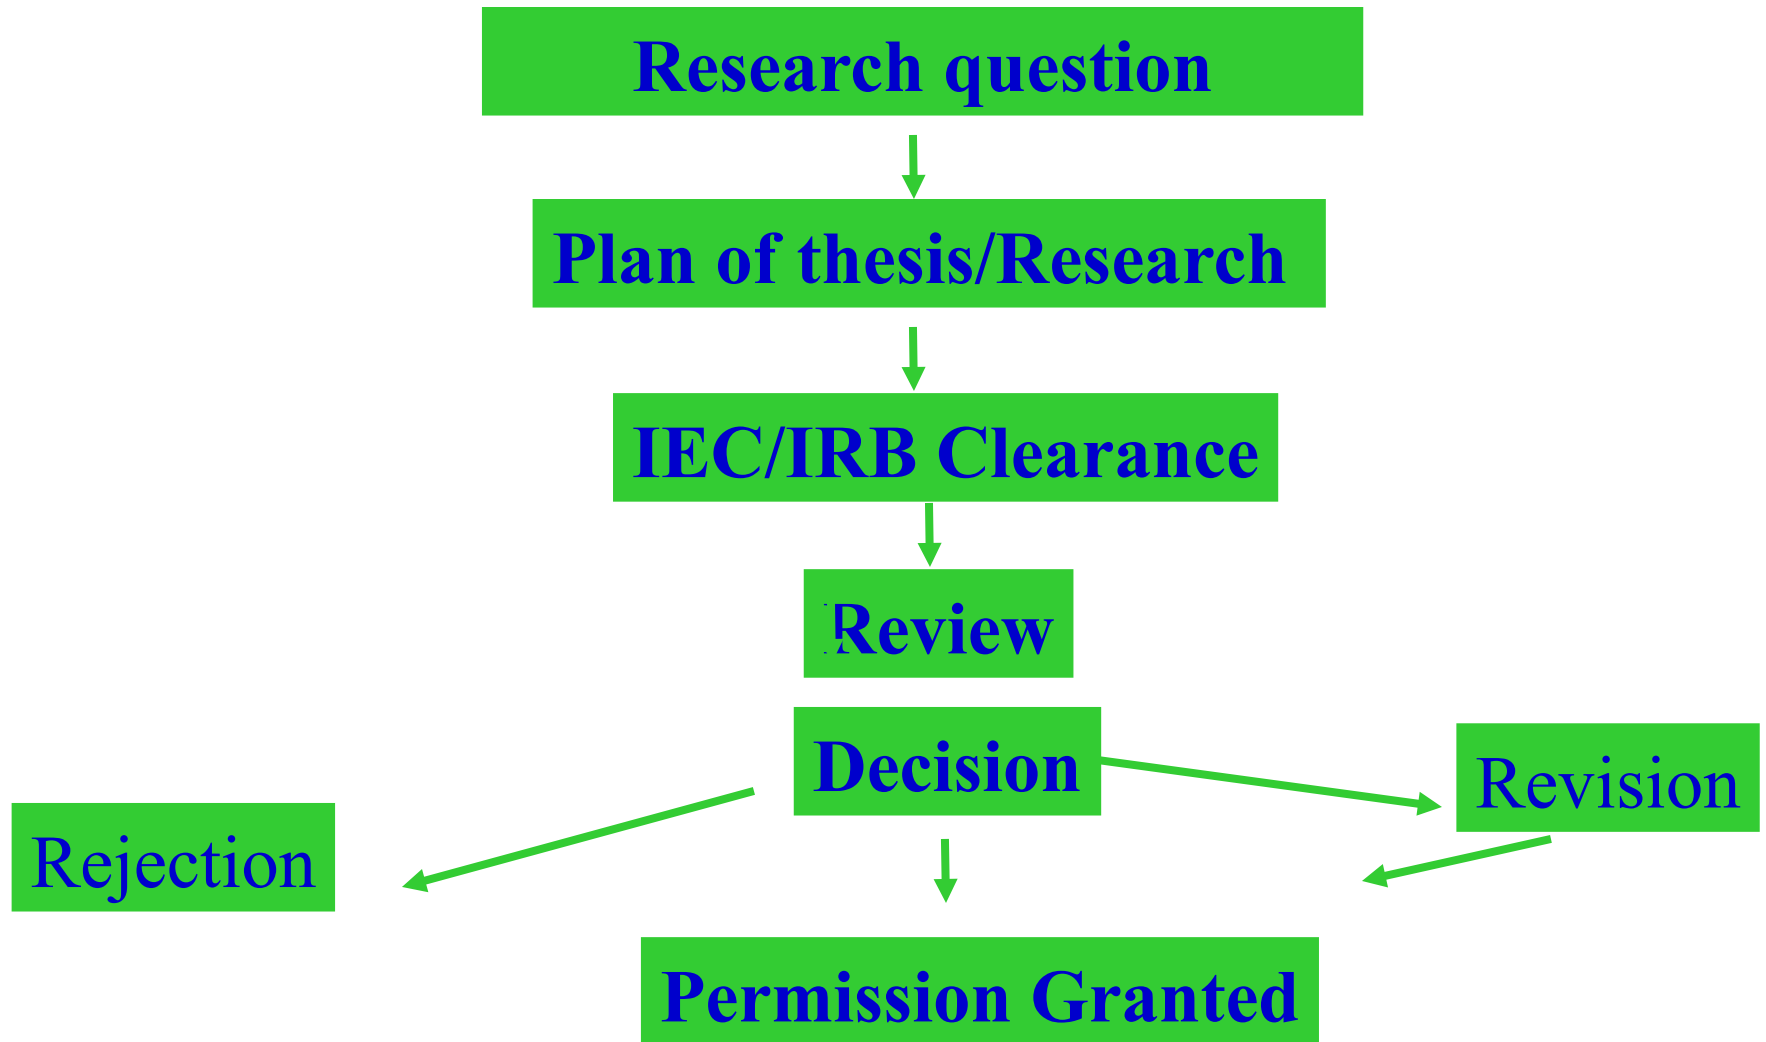 Research question
Plan of thesis/Research
IEC/IRB Clearance
Review
Decision
Revision
Rejection
Permission Granted